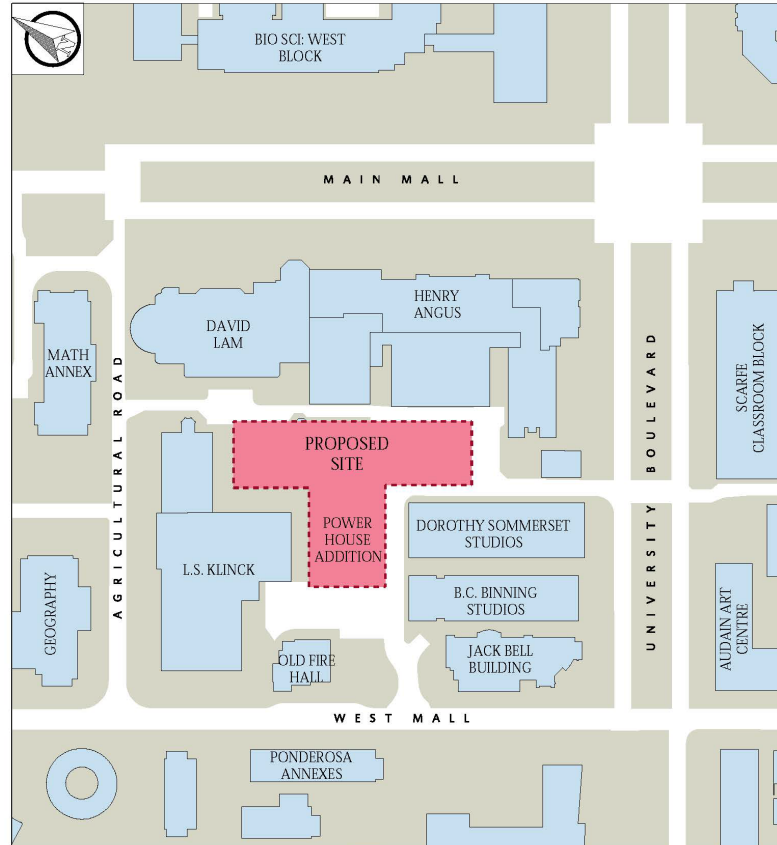 BIO SCI: WEST
BLOCK
MAIN MALL
HENRY
ANGUS
DAVID
LAM
MATH
ANNEX
AGRICULTURAL ROAD
UNIVERSITY BOULEVARD
SCARFE
CLASSROOM BLOCK
PROPOSED
SITE
POWER
HOUSE
ADDITION
DOROTHY SOMMERSET
STUDIOS
L.S. KLINCK
B.C. BINNING
STUDIOS
GEOGRAPHY
AUDAIN ART
CENTRE
OLD FIRE
HALL
JACK BELL
BUILDING
WEST MALL
PONDEROSA
ANNEXES